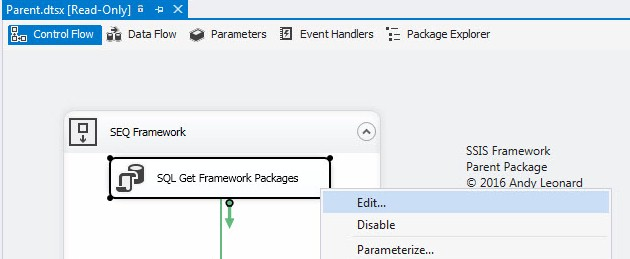 Parent.dtsx [Read-Only]
Control Flow Data Flow Parameters Event Handlers Package Explorer
SEQ Framework
SQL Get Framework Packages
SSIS Framework
Parent Package
© 2016 Andy Leonard
Edit...
Disable
Parameterize...